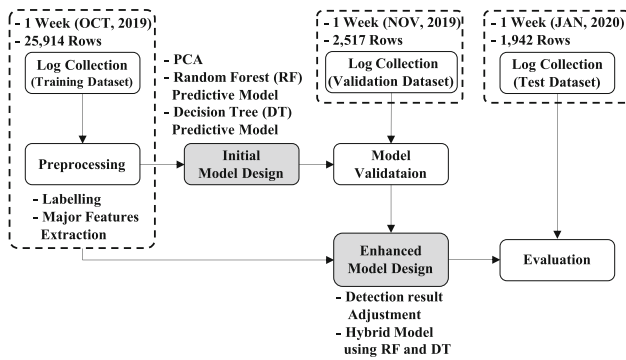 - 1 Week (OCT, 2019)
- 25,914 Rows
Log Collection
(Training Dataset)
Preprocessing
- Labelling
- Major Features
Extraction
- PCA
- Random Forest (RF)
Predictive Model
- Decision Tree (DT)
Predictive Model
Initial
Model Design
- 1 Week (NOV, 2019)
- 2,517 Rows
Log Collection
(Validation Dataset)
Model
Validataion
Enhanced
Model Design
- Detection result
Adjustment
- Hybrid Model
using RF and DT
- 1 Week (JAN, 2020)
- 1,942 Rows
Log Collection
(Test Dataset)
Evaluation